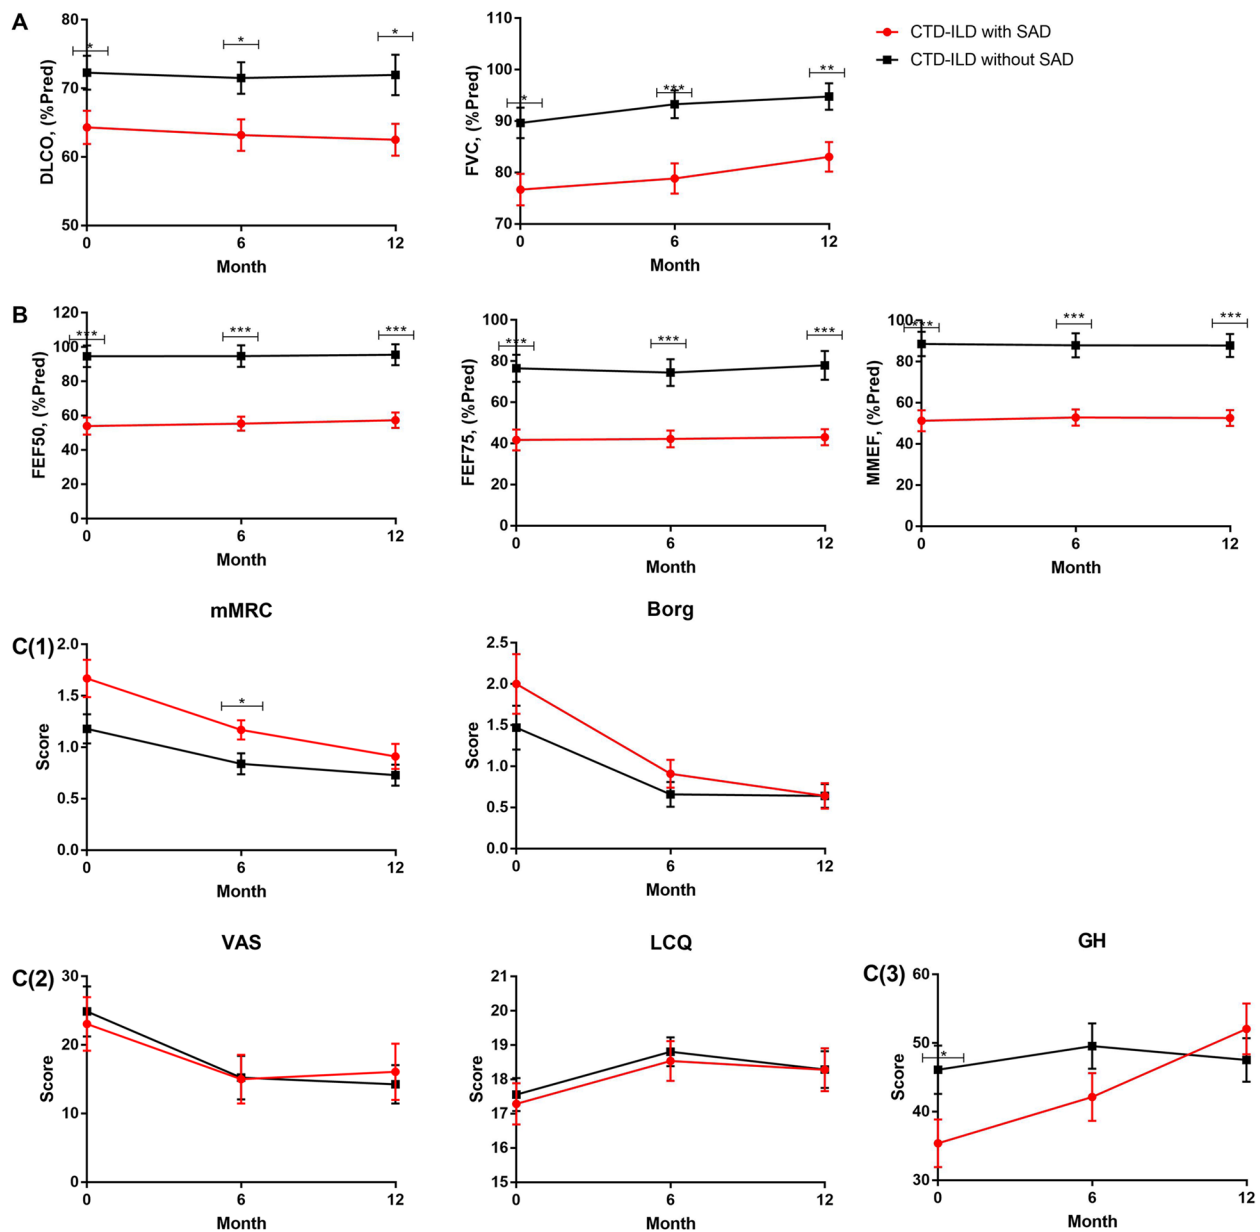 A
DLCO, (%Pred)
80
70
60
50
* * *
0 6 12
Month
FVC, (%Pred)
110
100
90
80
70
* *** **
0 6 12
Month
CTD-ILD with SAD
CTD-ILD without SAD
B
FEF50, (%Pred)
120
100
80
60
40
20
0
*** *** ***
0 6 12
Month
FEF75, (%Pred)
100
80
60
40
20
0
*** *** ***
0 6 12
Month
MMEF, (%Pred)
100
80
60
40
20
0
*** *** ***
0 6 12
Month
C(1)
mMRC
Score
2.0
1.5
1.0
0.5
0.0
*
0 6 12
Month
Borg
Score
2.5
2.0
1.5
1.0
0.5
0.0
0 6 12
Month
C(2)
VAS
Score
30
20
10
0
0 6 12
Month
LCQ
Score
21
20
19
18
17
16
15
0 6 12
Month
C(3)
GH
Score
60
50
40
30
*
0 6 12
Month